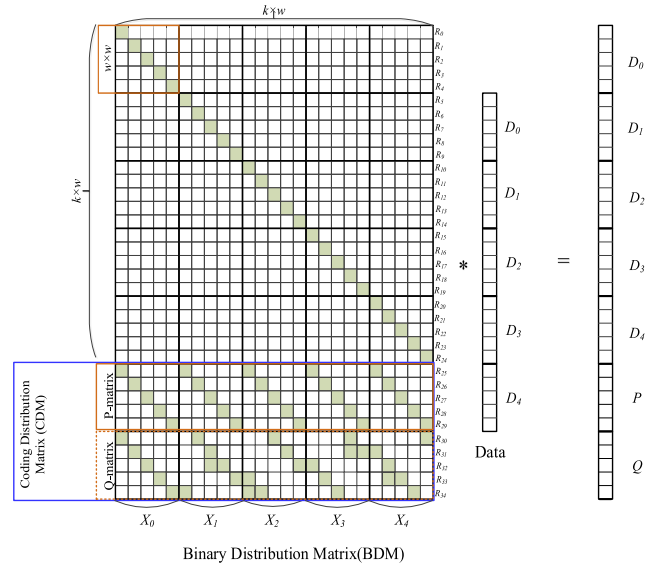 k×w
w×w
k×w
R0
R1
R2
R3
R4
R5
R6
R7
R8
R9
R10
R11
R12
R13
R14
R15
R16
R17
R18
R19
R20
R21
R22
R23
R24
R25
R26
R27
R28
R29
R30
R31
R32
R33
R34
D0
D1
D2
D3
D4
Data
*
=
D0
D1
D2
D3
D4
P
Q
Coding Distribution
Matrix (CDM)
P-matrix
Q-matrix
X0 X1 X2 X3 X4
Binary Distribution Matrix(BDM)